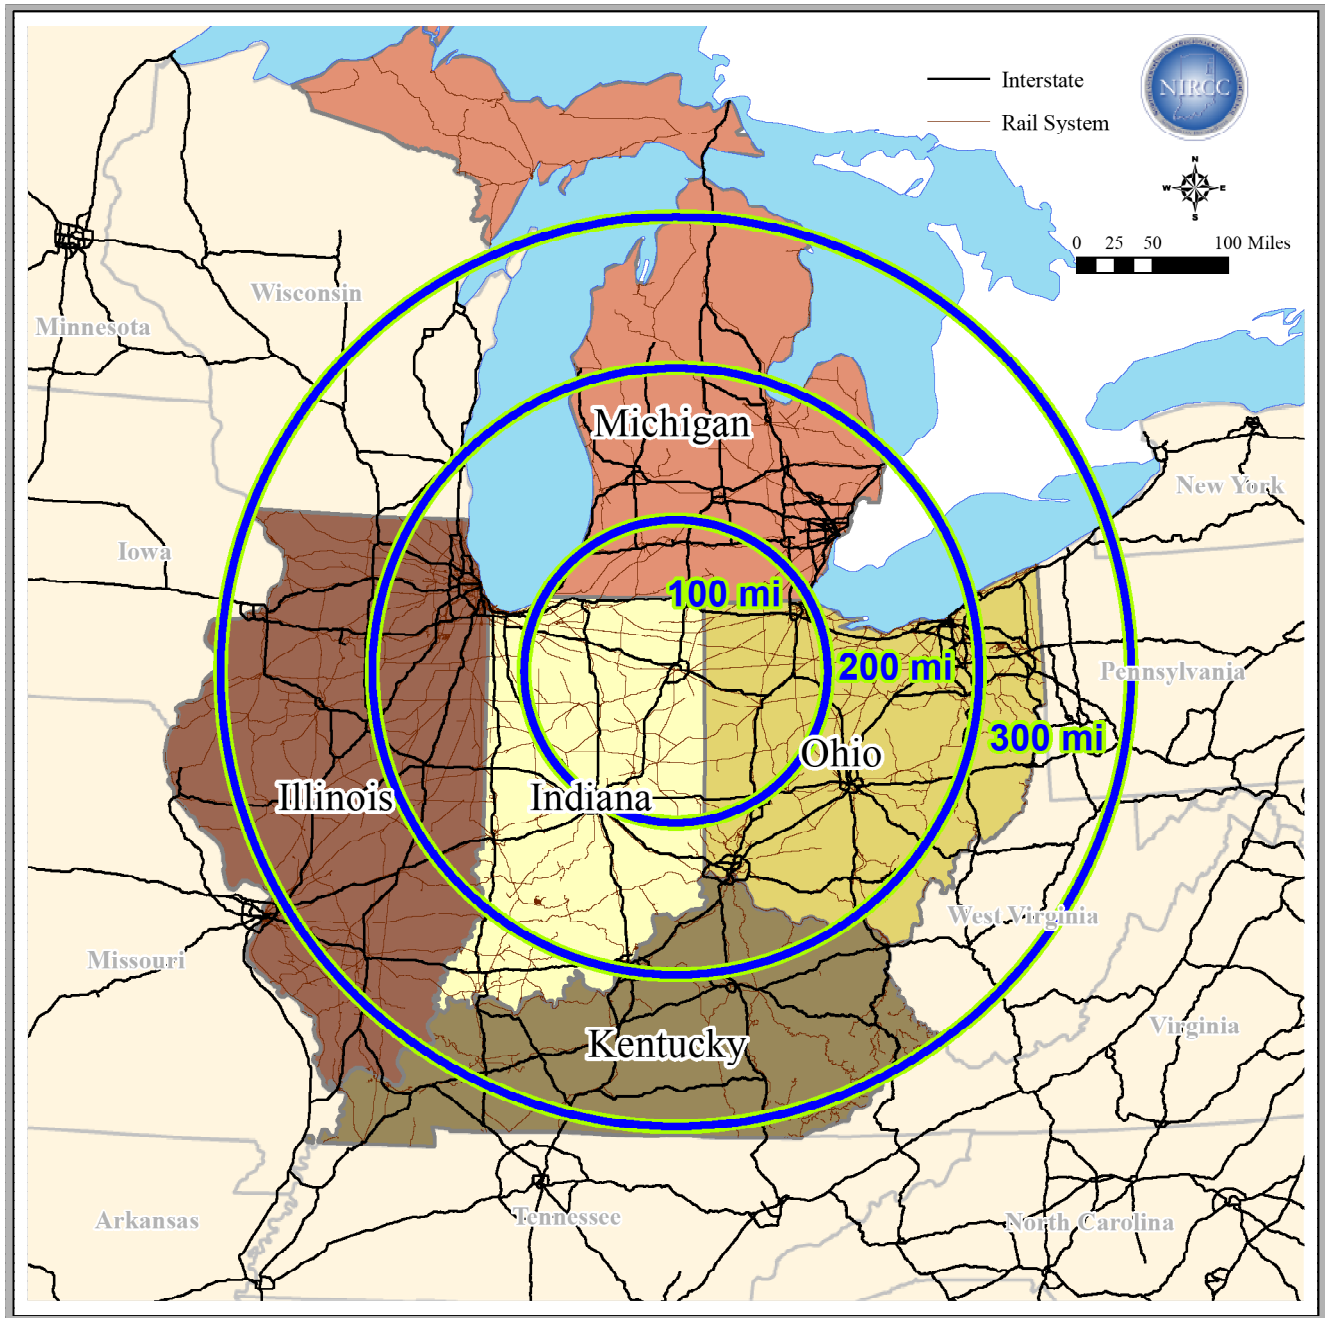 Interstate
Rail System
NIRCC
N
W E
S
0 25 50 100 Miles
Wisconsin
Minnesota
Michigan
New York
Iowa
100 mi
200 mi
Pennsylvania
300 mi
Ohio
Illinois
Indiana
West Virginia
Missouri
Virginia
Kentucky
Arkansas
Tennessee
North Carolina